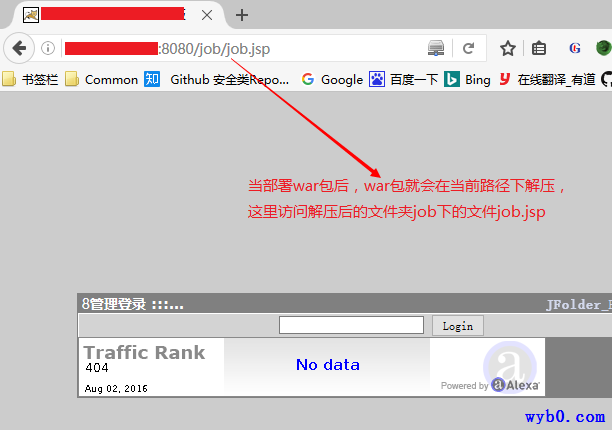 :8080/job/job.jsp
书签栏 Common 知 Github 安全类Repo... Google 百度一下 Bing 在线翻译_有道
当部署war包后，war包就会在当前路径下解压，
这里访问解压后的文件夹job下的文件job.jsp
8管理登录 :::... JFolder_
Login
Traffic Rank
404
No data
Aug 02, 2016
Powered by Alexa
wyb0.com